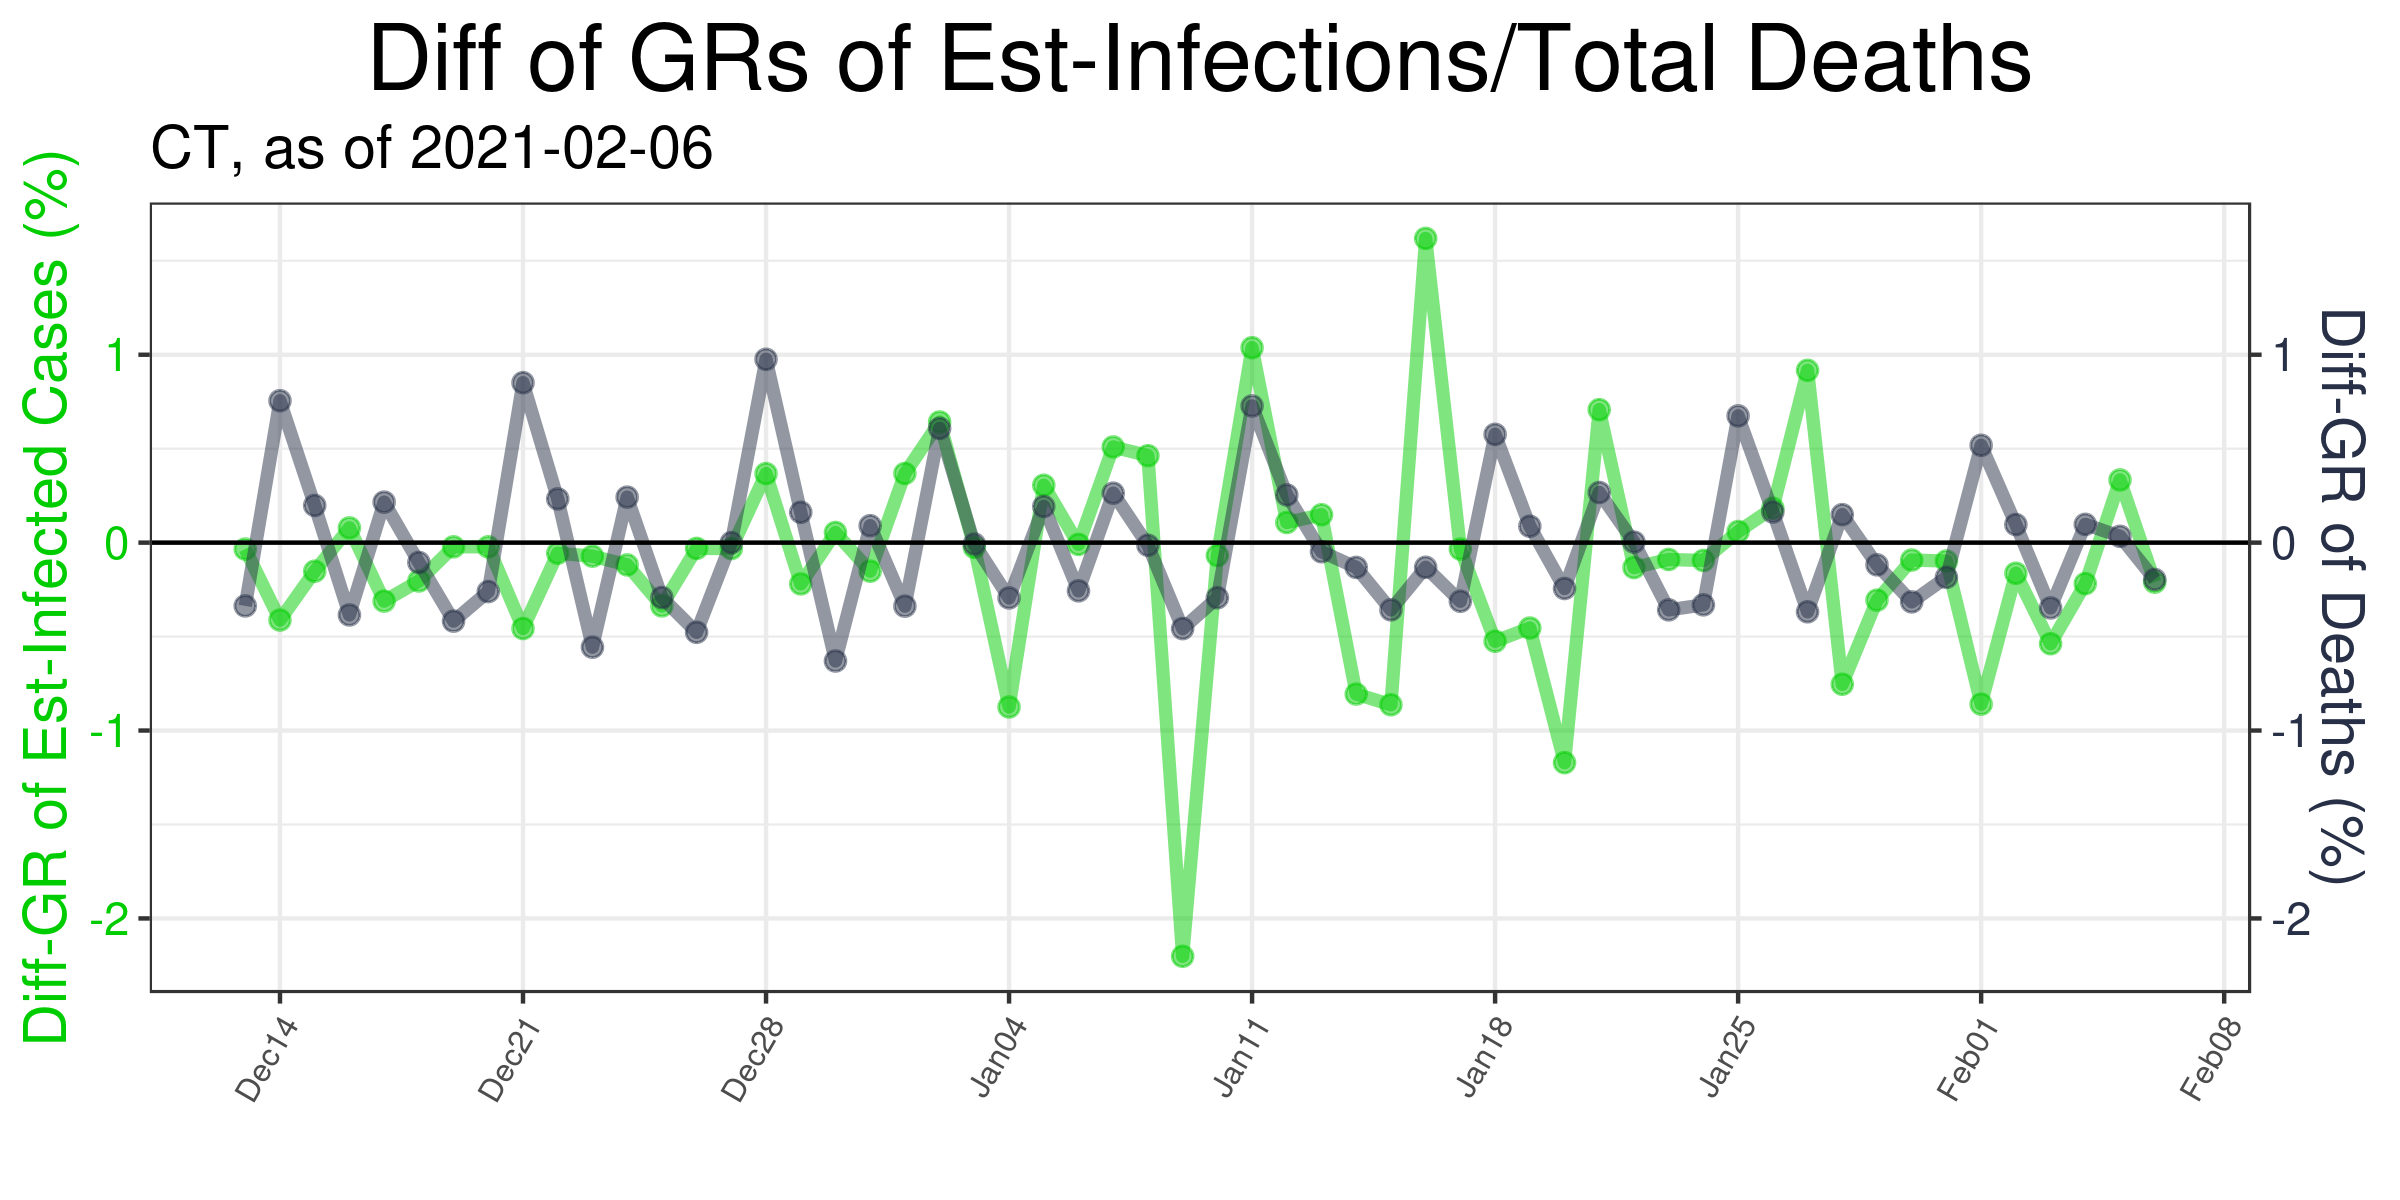 Diff of GRs of Est-Infections/Total Deaths
CT, as of 2021-02-06
Diff-GR of Est-Infected Cases (%)
1
0
-1
-2
1
0
-1
-2
Diff-GR of Deaths (%)
Dec14
Dec21
Dec28
Jan04
Jan11
Jan18
Jan25
Feb01
Feb08